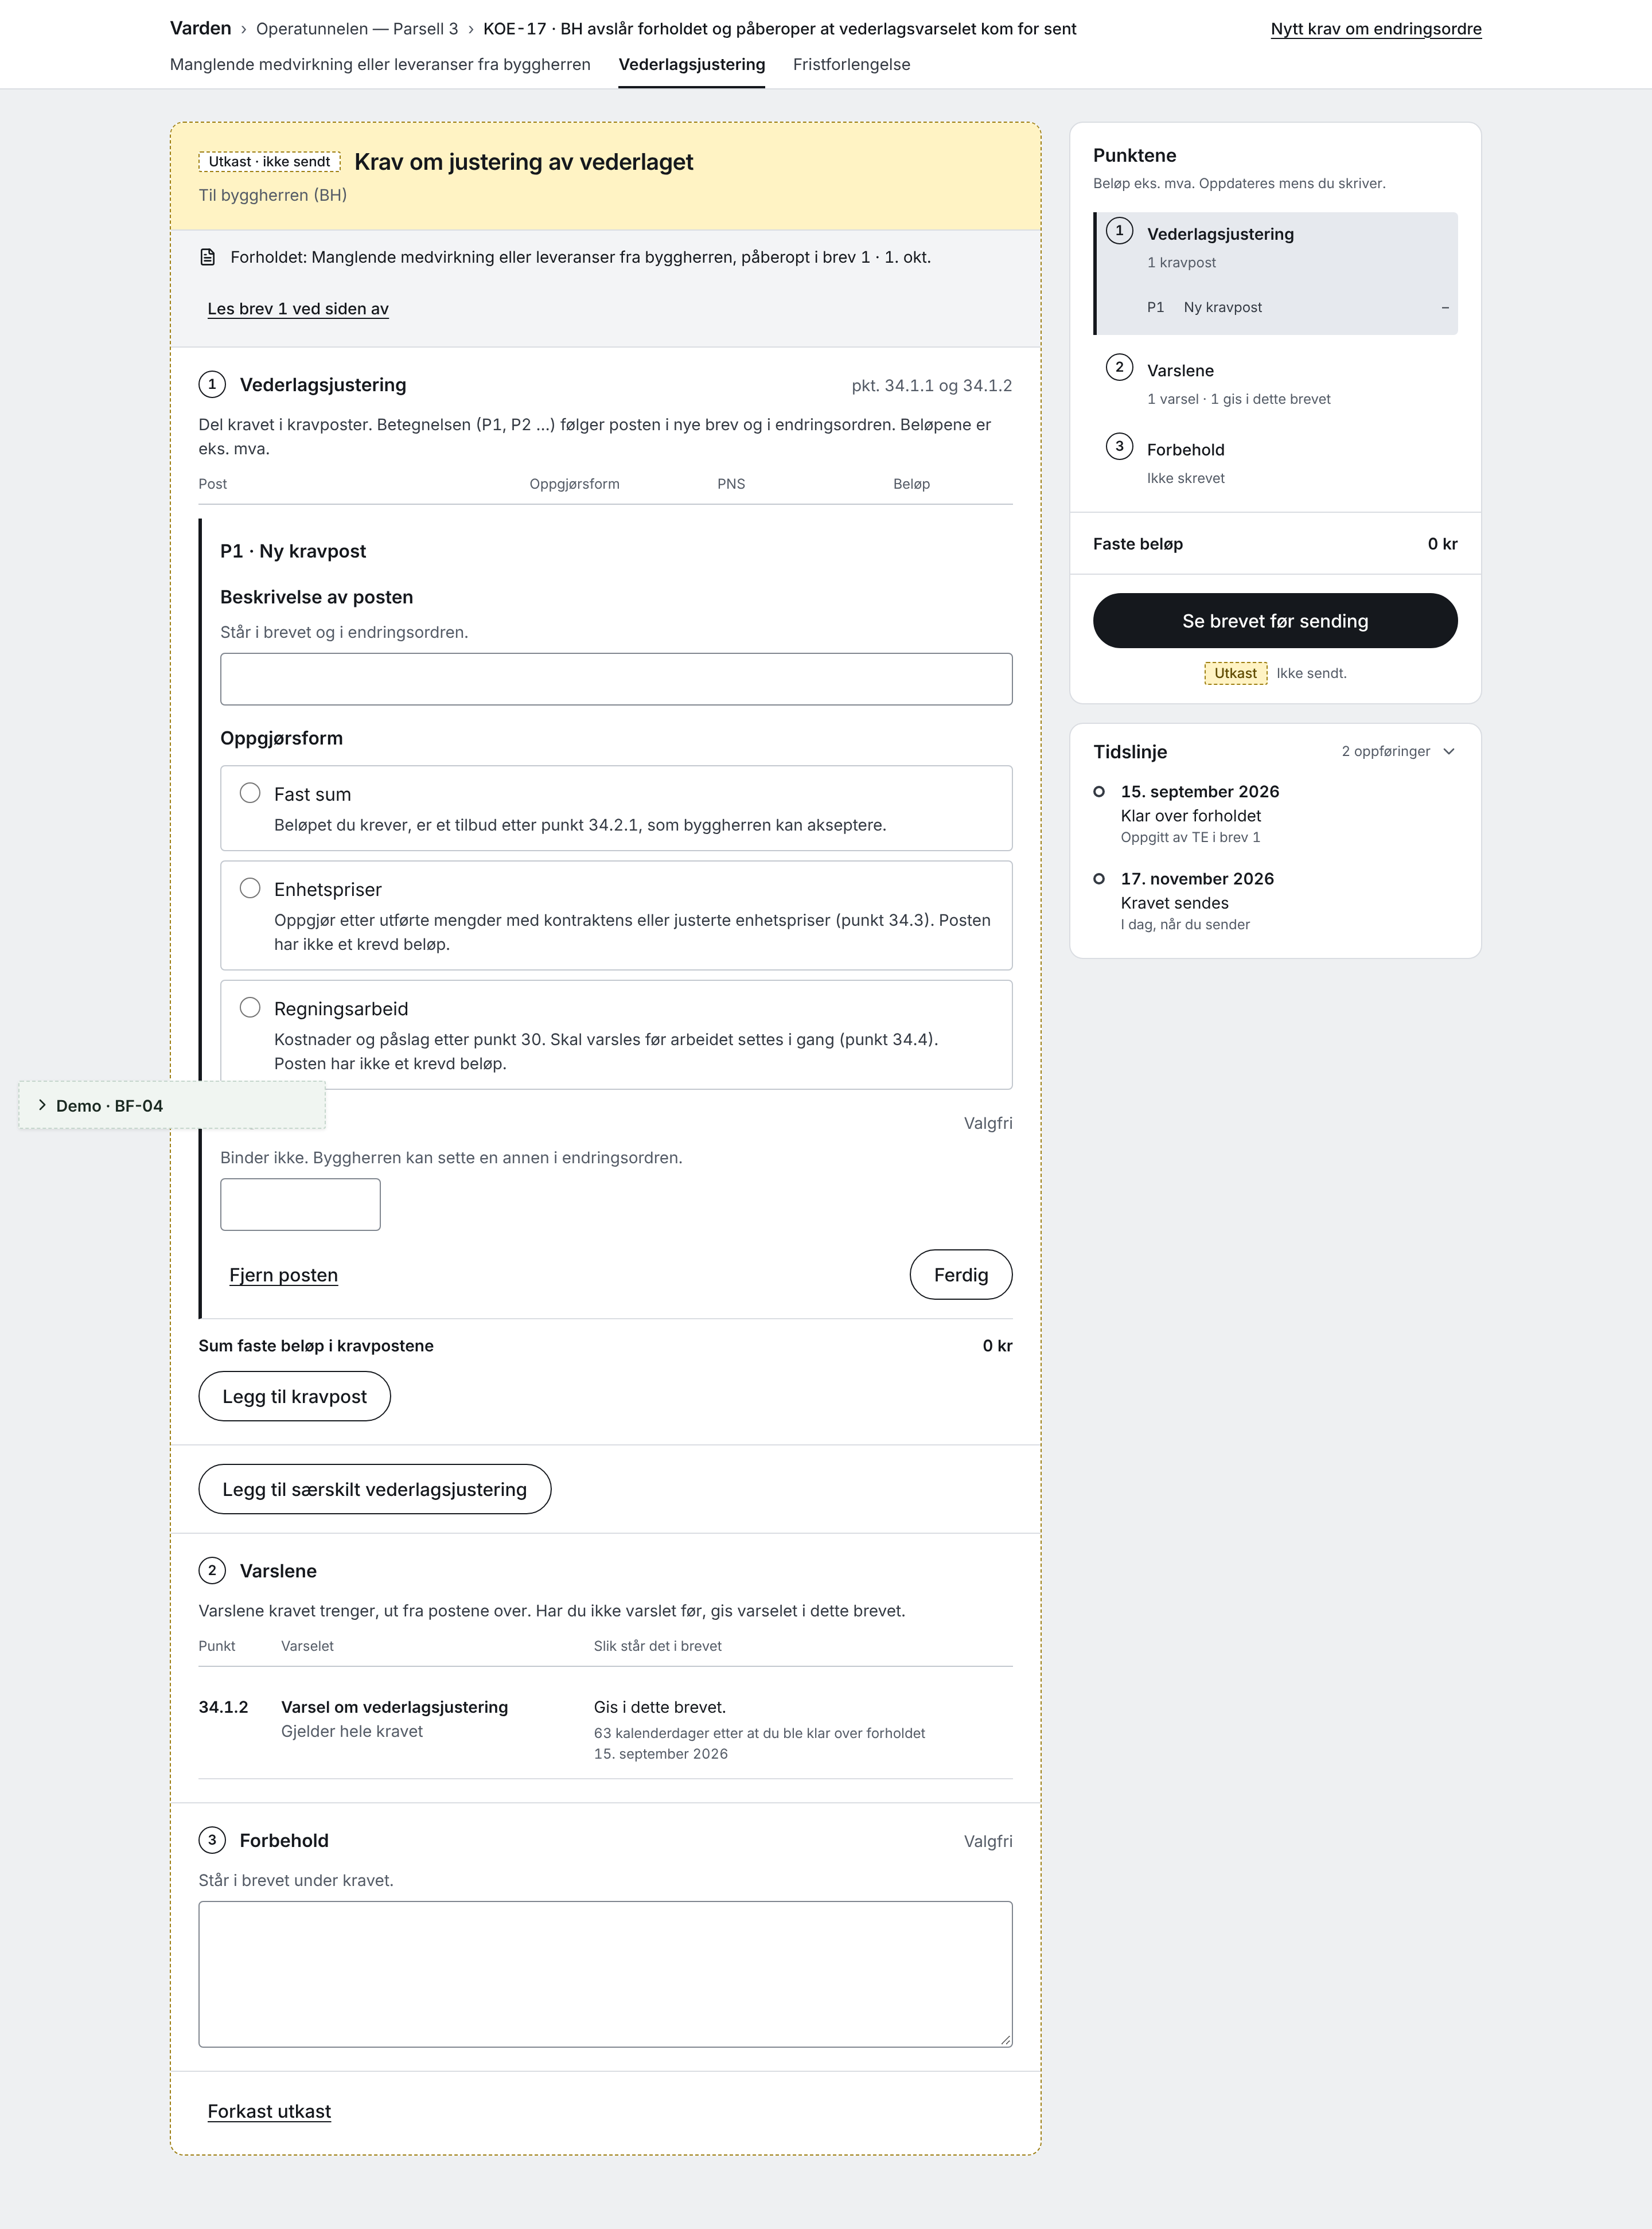 Varden › Operatunnelen — Parsell 3 › KOE-17 · BH avslår forholdet og påberoper at vederlagsvarselet kom for sent
Nytt krav om endringsordre
Manglende medvirkning eller leveranser fra byggherren
Vederlagsjustering
Fristforlengelse
Utkast · ikke sendt
Krav om justering av vederlaget
Til byggherren (BH)
Forholdet: Manglende medvirkning eller leveranser fra byggherren, påberopt i brev 1 · 1. okt.
Les brev 1 ved siden av
1 Vederlagsjustering
pkt. 34.1.1 og 34.1.2
Del kravet i kravposter. Betegnelsen (P1, P2 ...) følger posten i nye brev og i endringsordren. Beløpene er
eks. mva.
Post Oppgjørsform PNS Beløp
P1 · Ny kravpost
Beskrivelse av posten
Står i brevet og i endringsordren.
Oppgjørsform
Fast sum
Beløpet du krever, er et tilbud etter punkt 34.2.1, som byggherren kan akseptere.
Enhetspriser
Oppgjør etter utførte mengder med kontraktens eller justerte enhetspriser (punkt 34.3). Posten
har ikke et krevd beløp.
Regningsarbeid
Kostnader og påslag etter punkt 30. Skal varsles før arbeidet settes i gang (punkt 34.4).
Posten har ikke et krevd beløp.
Demo · BF-04
Valgfri
Binder ikke. Byggherren kan sette en annen i endringsordren.
Fjern posten
Ferdig
Sum faste beløp i kravpostene 0 kr
Legg til kravpost
Legg til særskilt vederlagsjustering
2 Varslene
Varslene kravet trenger, ut fra postene over. Har du ikke varslet før, gis varselet i dette brevet.
Punkt Varselet Slik står det i brevet
34.1.2 Varsel om vederlagsjustering Gis i dette brevet.
Gjelder hele kravet
63 kalenderdager etter at du ble klar over forholdet
15. september 2026
3 Forbehold
Valgfri
Står i brevet under kravet.
Forkast utkast
Punktene
Beløp eks. mva. Oppdateres mens du skriver.
1 Vederlagsjustering
1 kravpost
P1 Ny kravpost –
2 Varslene
1 varsel · 1 gis i dette brevet
3 Forbehold
Ikke skrevet
Faste beløp 0 kr
Se brevet før sending
Utkast Ikke sendt.
Tidslinje
2 oppføringer
15. september 2026
Klar over forholdet
Oppgitt av TE i brev 1
17. november 2026
Kravet sendes
I dag, når du sender